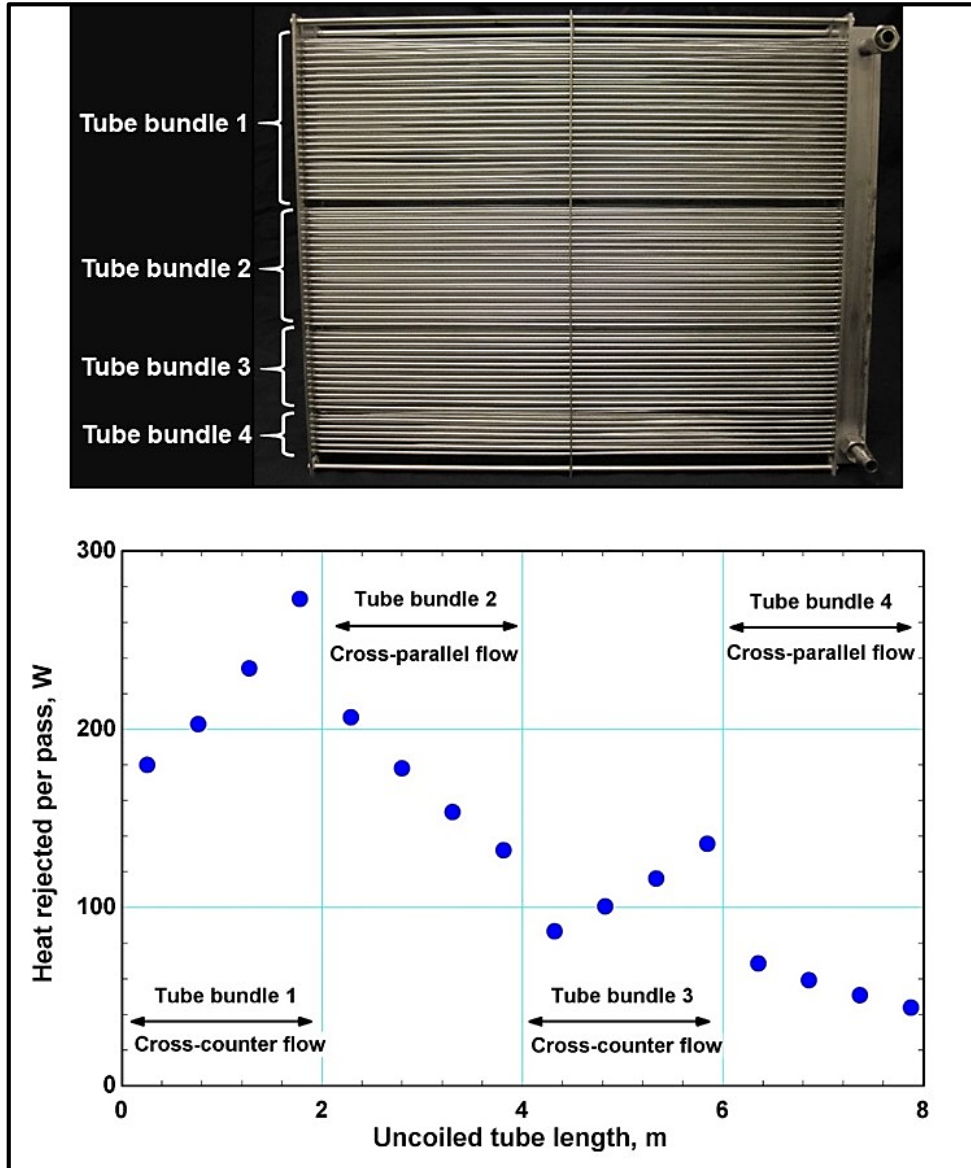 Tube bundle 1
Tube bundle 2
Tube bundle 3
Tube bundle 4
300
Tube bundle 2
Cross-parallel flow
Tube bundle 4
Cross-parallel flow
200
Heat rejected per pass, W
100
Tube bundle 1
Cross-counter flow
Tube bundle 3
Cross-counter flow
0
0 2 4 6 8
Uncoiled tube length, m